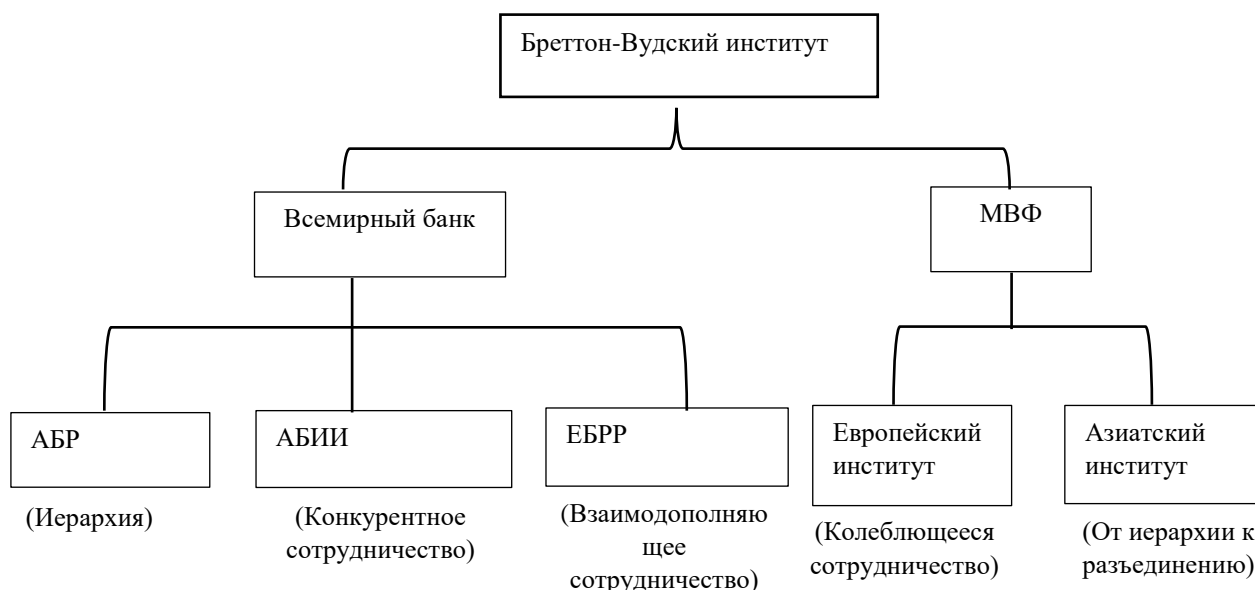 Бреттон-Вудский институт
Всемирный банк
МВФ
АБР
АБИИ
ЕБРР
Европейский
институт
Азиатский
институт
(Иерархия)
(Конкурентное
сотрудничество)
(Взаимодополняю
щее
сотрудничество)
(Колеблющееся
сотрудничество)
(От иерархии к
разъединению)